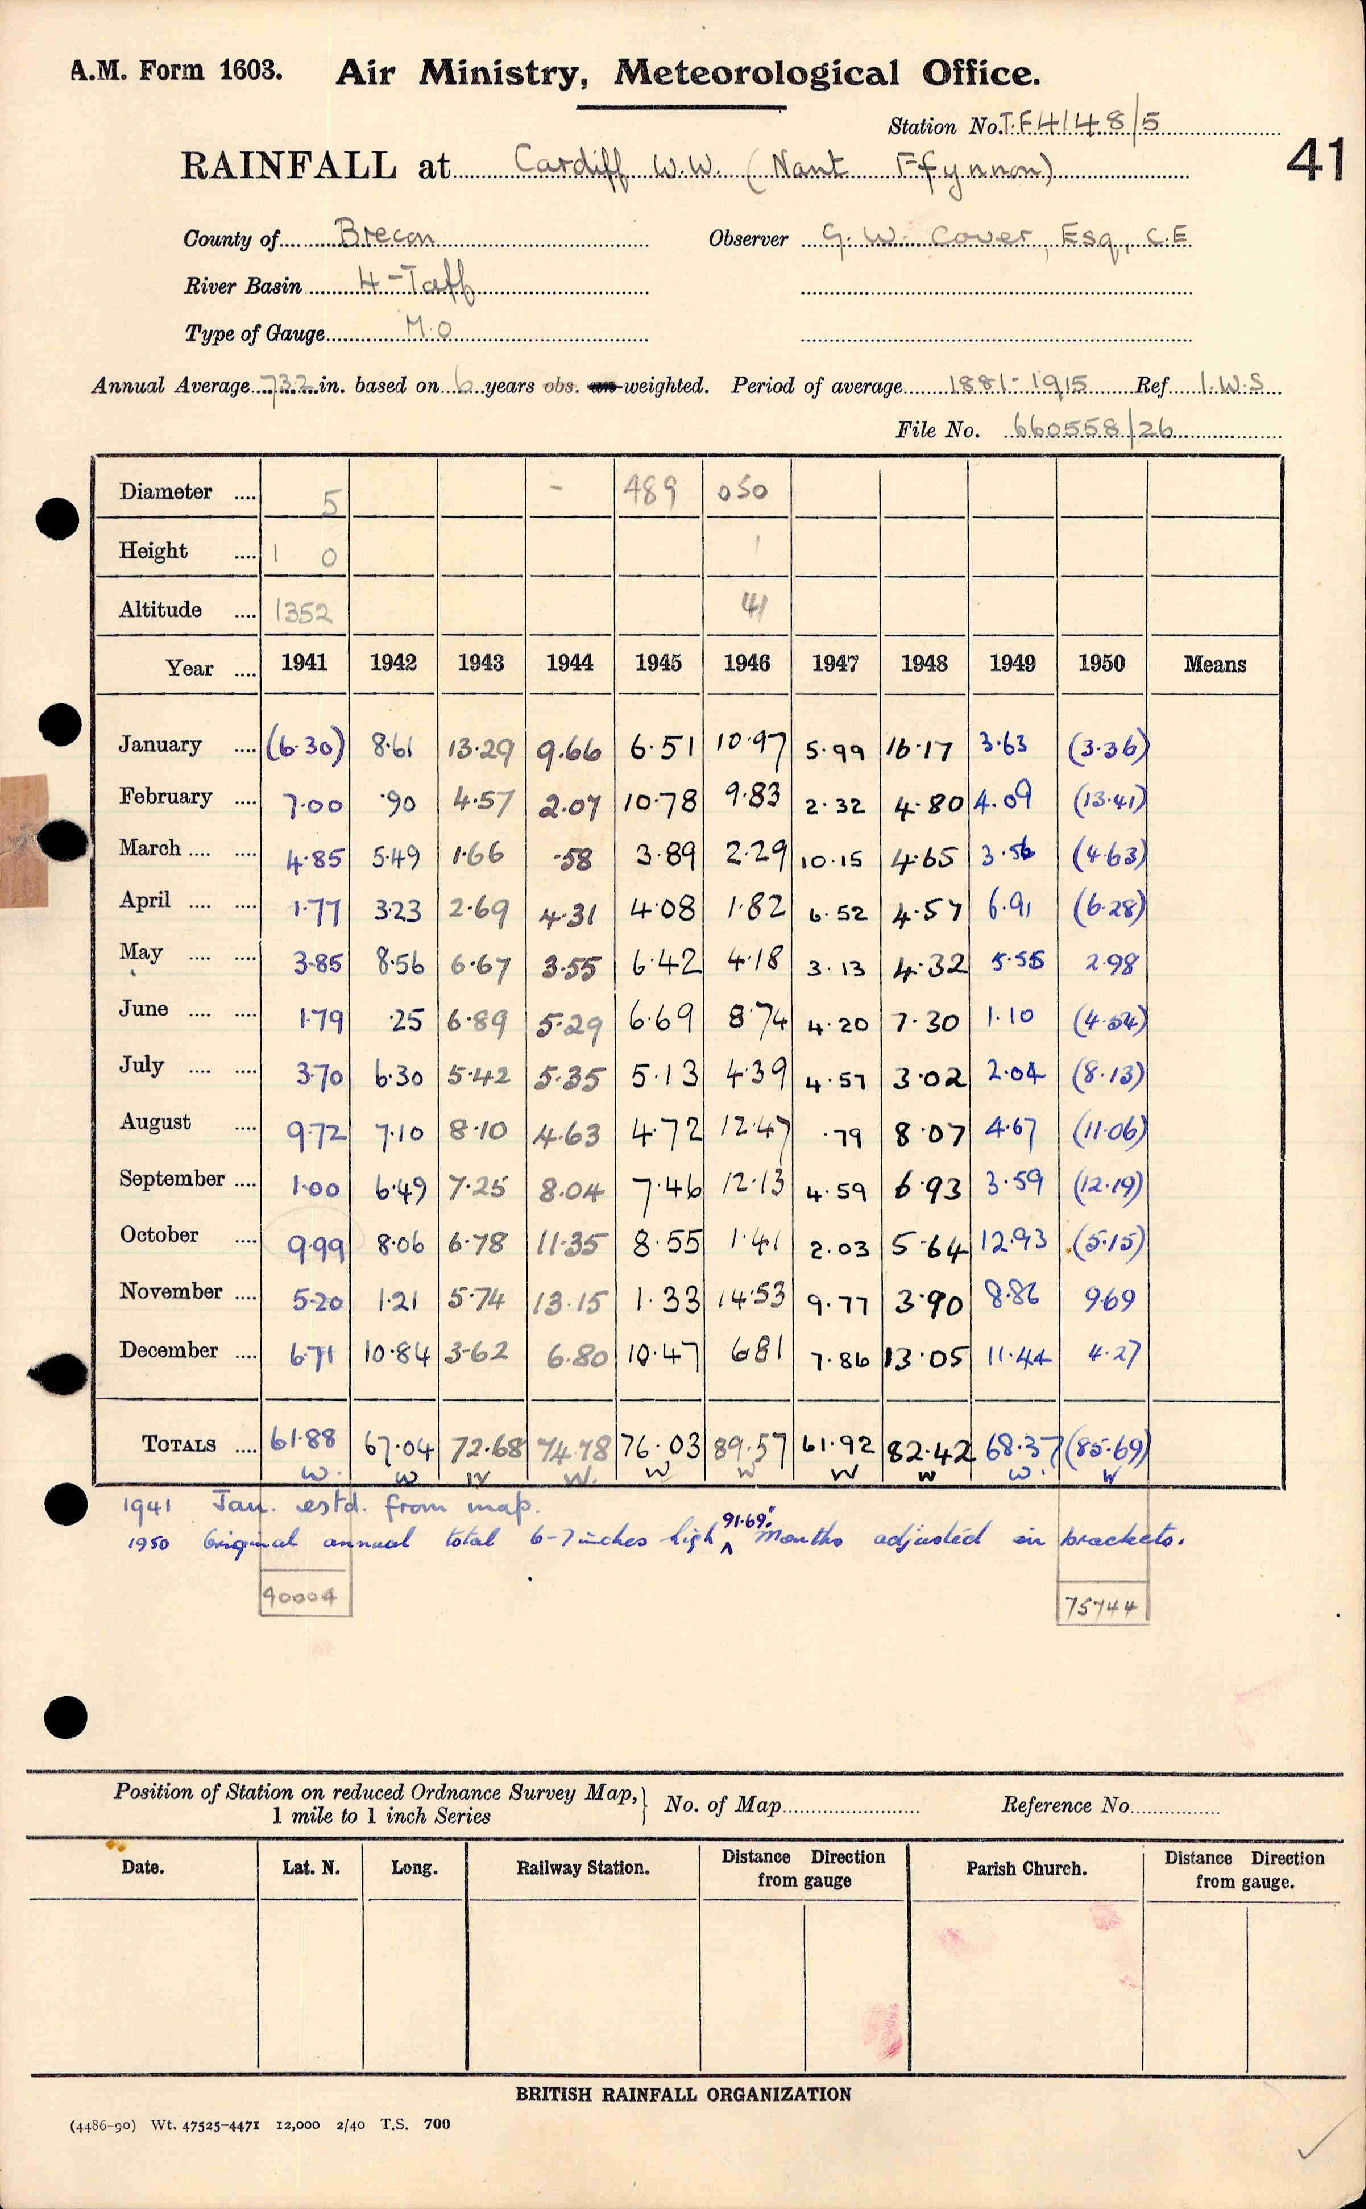 A.M. Form 1603. Air Ministry, Meteorological Office.
Station No. T.F.4148/5
RAINFALL at Cardiff W.W. (Nant Ffynnon) 41
County of Brecon Observer G. W. Cover, Esq., C.E
River Basin 4-Taff
Type of Gauge M.O
Annual Average 73.2 in. based on 6 years obs. weighted. Period of average 1881-1915 Ref. I.W.S
File No. 660558/26
Diameter .... 5 - 489 050
Height .... 1 0 1
Altitude .... 1352 41
Year .... 1941 1942 1943 1944 1945 1946 1947 1948 1949 1950 Means
January .... (6.30) 8.61 13.29 9.66 6.51 10.97 5.99 16.17 3.63 (3.36)
February .... 7.00 .90 4.57 2.07 10.78 9.83 2.32 4.80 4.09 (13.41)
March .... .... 4.85 5.49 1.66 .58 3.89 2.29 10.15 4.65 3.56 (4.63)
April .... .... 1.77 3.23 2.69 4.31 4.08 1.82 6.52 4.57 6.91 (6.28)
May .... .... 3.85 8.56 6.67 3.55 6.42 4.18 3.13 4.32 5.55 2.98
June .... .... 1.79 .25 6.89 5.29 6.69 8.74 4.20 7.30 1.10 (4.54)
July .... .... 3.70 6.30 5.42 5.35 5.13 4.39 4.57 3.02 2.04 (8.13)
August .... 9.72 7.10 8.10 4.63 4.72 12.47 .79 8.07 4.67 (11.06)
September .... 1.00 6.49 7.25 8.04 7.46 12.13 4.59 6.93 3.59 (12.19)
October .... 9.99 8.06 6.78 11.35 8.55 1.41 2.03 5.64 12.93 (5.15)
November .... 5.20 1.21 5.74 13.15 1.33 14.53 9.77 3.90 8.86 9.69
December .... 6.71 10.84 3.62 6.80 10.47 6.81 7.86 13.05 11.44 4.27
TOTALS .... 61.88 67.04 72.68 74.78 76.03 89.57 61.92 82.42 68.37 (85.69)
W. W W W. W W W W W. W
1941 Jan. estd. from map.
1950 Original annual total 6-7 inches high 91.69". Months adjusted in brackets.
90004 75744
Position of Station on reduced Ordnance Survey Map, } No. of Map Reference No.
1 mile to 1 inch Series
Date. Lat. N. Long. Railway Station. Distance Direction from gauge Parish Church. Distance Direction from gauge.
BRITISH RAINFALL ORGANIZATION
(4486-90) Wt. 47525-4471 12,000 2/40 T.S. 700